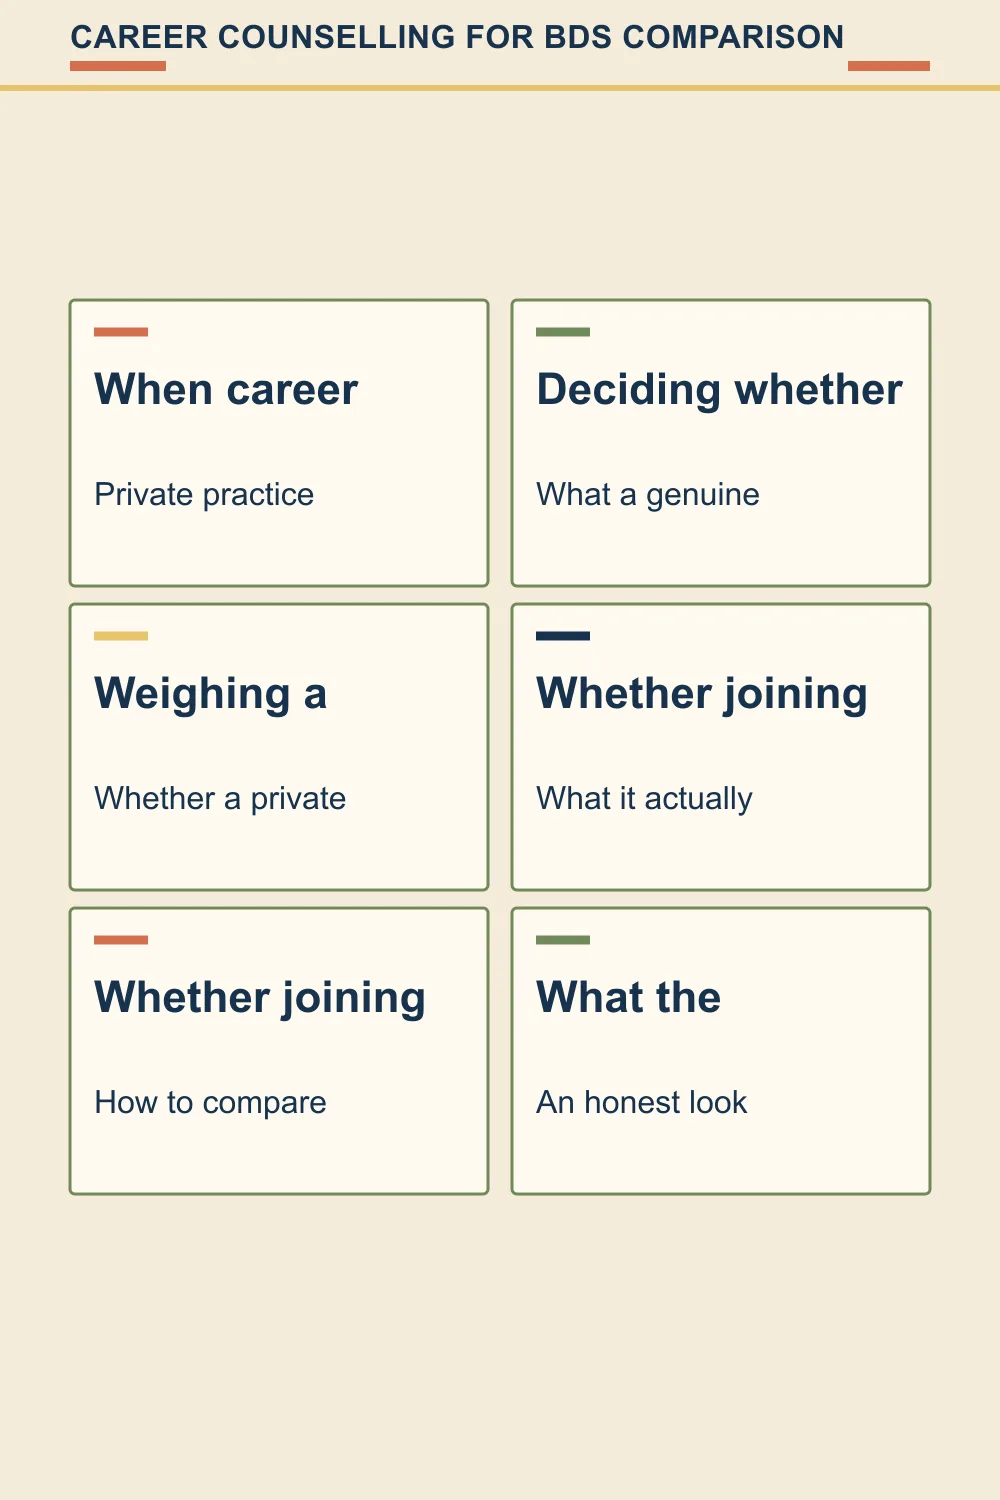 CAREER COUNSELLING FOR BDS COMPARISON
When career
Private practice
Deciding whether
What a genuine
Weighing a
Whether a private
Whether joining
What it actually
Whether joining
How to compare
What the
An honest look